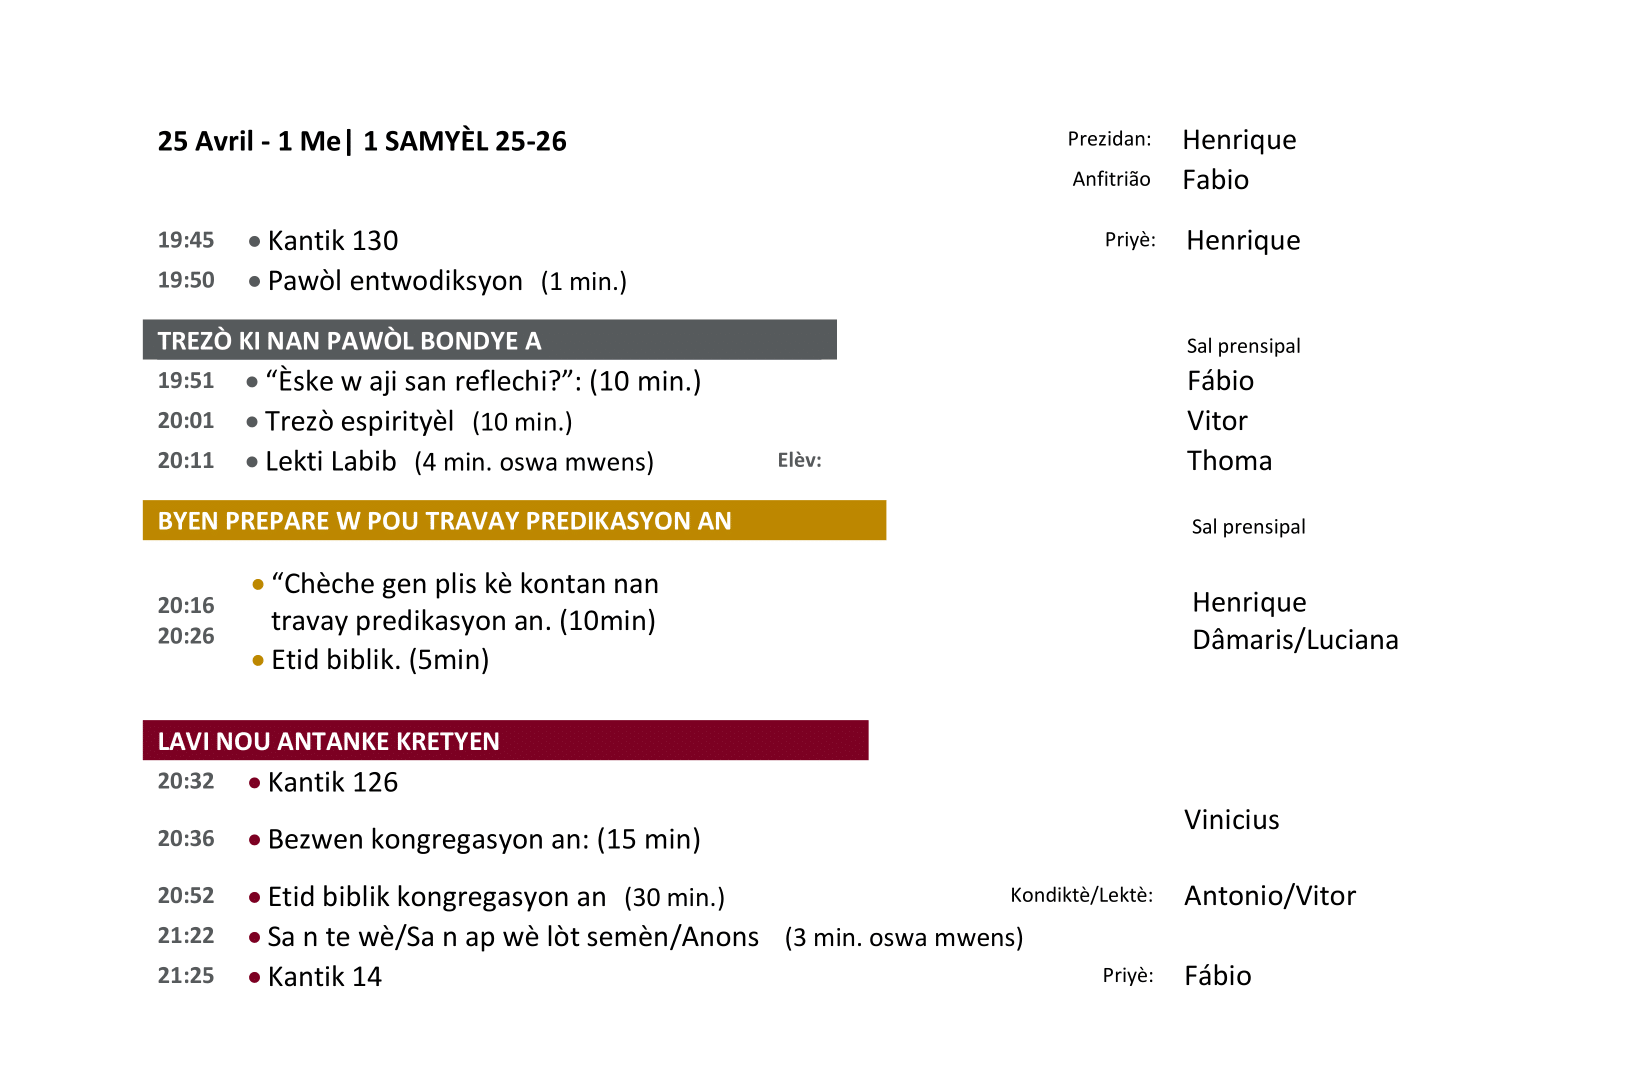 25 Avril - 1 Me| 1 SAMYÈL 25-26 Prezidan: Henrique
Anfitrião Fabio
19:45 • Kantik 130 Priyè: Henrique
19:50 • Pawòl entwodiksyon (1 min.)
TREZÒ KI NAN PAWÒL BONDYE A Sal prensipal
19:51 • “Èske w aji san reflechi?”: (10 min.) Fábio
20:01 • Trezò espirityèl (10 min.) Vitor
20:11 • Lekti Labib (4 min. oswa mwens) Elèv: Thoma
BYEN PREPARE W POU TRAVAY PREDIKASYON AN Sal prensipal
• “Chèche gen plis kè kontan nan
20:16 travay predikasyon an. (10min) Henrique
20:26 • Etid biblik. (5min) Dâmaris/Luciana
LAVI NOU ANTANKE KRETYEN
20:32 • Kantik 126
20:36 • Bezwen kongregasyon an: (15 min) Vinicius
20:52 • Etid biblik kongregasyon an (30 min.) Kondiktè/Lektè: Antonio/Vitor
21:22 • Sa n te wè/Sa n ap wè lòt semèn/Anons (3 min. oswa mwens)
21:25 • Kantik 14 Priyè: Fábio